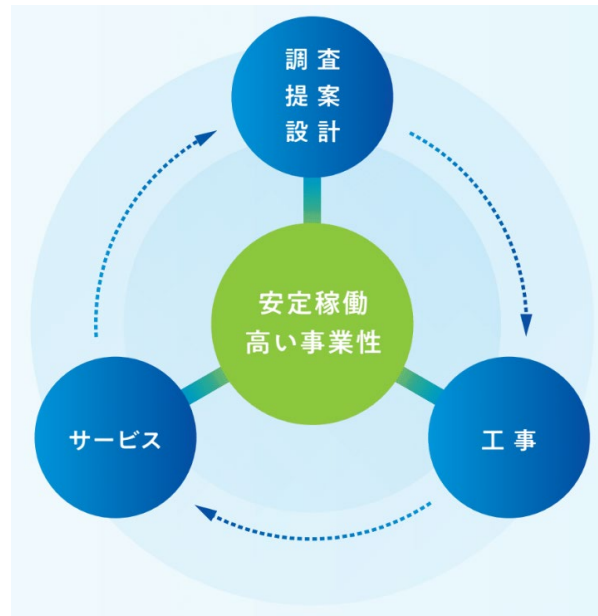 調査
提案
設計
安定稼働
高い事業性
サービス
工事